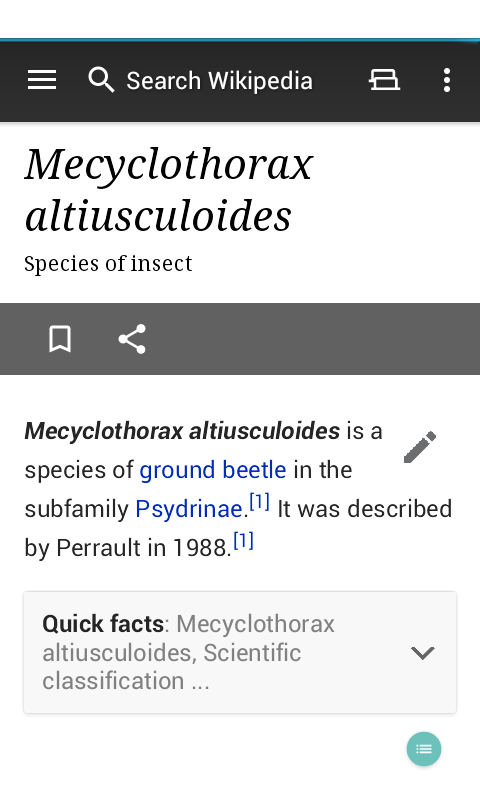 Search Wikipedia
Mecyclothorax
altiusculoides
Species of insect
Mecyclothorax altiusculoides is a
species of ground beetle in the
subfamily Psydrinae.[1] It was described
by Perrault in 1988.[1]
Quick facts: Mecyclothorax
altiusculoides, Scientific
classification ...